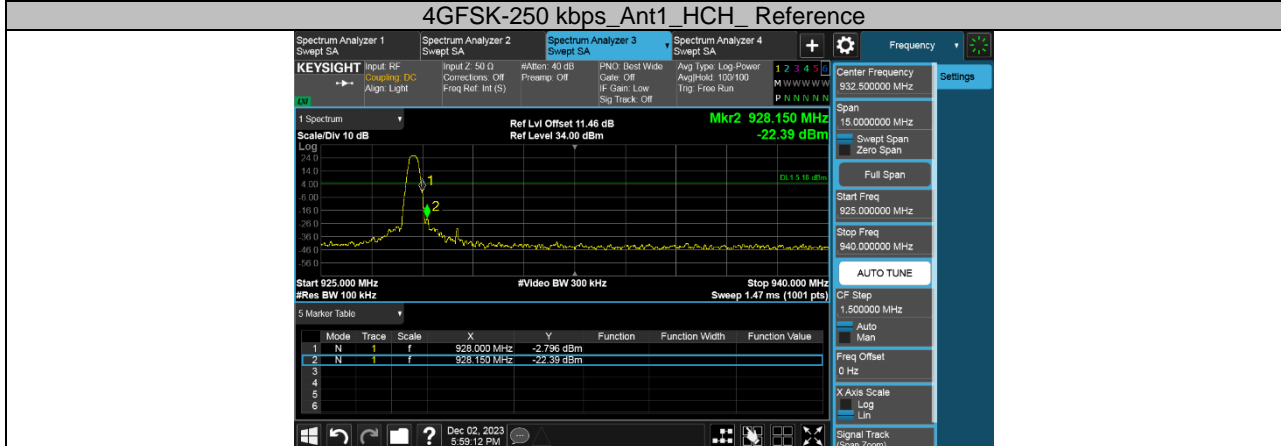 4GFSK-250 kbps_Ant1_HCH_ Reference
Spectrum Analyzer 1
Swept SA
Spectrum Analyzer 2
Swept SA
Spectrum Analyzer 3
Swept SA
Spectrum Analyzer 4
Swept SA
+
Frequency
KEYSIGHT
Input: RF
Coupling: DC
Align: Light
Input Z: 50 Ω
Corrections: Off
Freq Ref: Int (S)
#Atten: 40 dB
Preamp: Off
PNO: Best Wide
Gate: Off
IF Gain: Low
Sig Track: Off
Avg Type: Log-Power
Avg|Hold: 100/100
Trig: Free Run
1 2 3 4 5 6
M W W W W W
P N N N N N
LXI
1 Spectrum
Scale/Div 10 dB
Ref Lvl Offset 11.46 dB
Ref Level 34.00 dBm
Mkr2 928.150 MHz
-22.39 dBm
Log
24.0
14.0
4.00
-6.00
-16.0
-26.0
-36.0
-46.0
-56.0
DL1 5.16 dBm
1
2
Start 925.000 MHz
#Res BW 100 kHz
#Video BW 300 kHz
Stop 940.000 MHz
Sweep 1.47 ms (1001 pts)
5 Marker Table
Mode Trace Scale X Y Function Function Width Function Value
1 N 1 f 928.000 MHz -2.796 dBm
2 N 1 f 928.150 MHz -22.39 dBm
3
4
5
6
?
Dec 02, 2023
5:59:12 PM
Center Frequency
932.500000 MHz
Settings
Span
15.0000000 MHz
Swept Span
Zero Span
Full Span
Start Freq
925.000000 MHz
Stop Freq
940.000000 MHz
AUTO TUNE
CF Step
1.500000 MHz
Auto
Man
Freq Offset
0 Hz
X Axis Scale
Log
Lin
Signal Track
(Span Zoom)